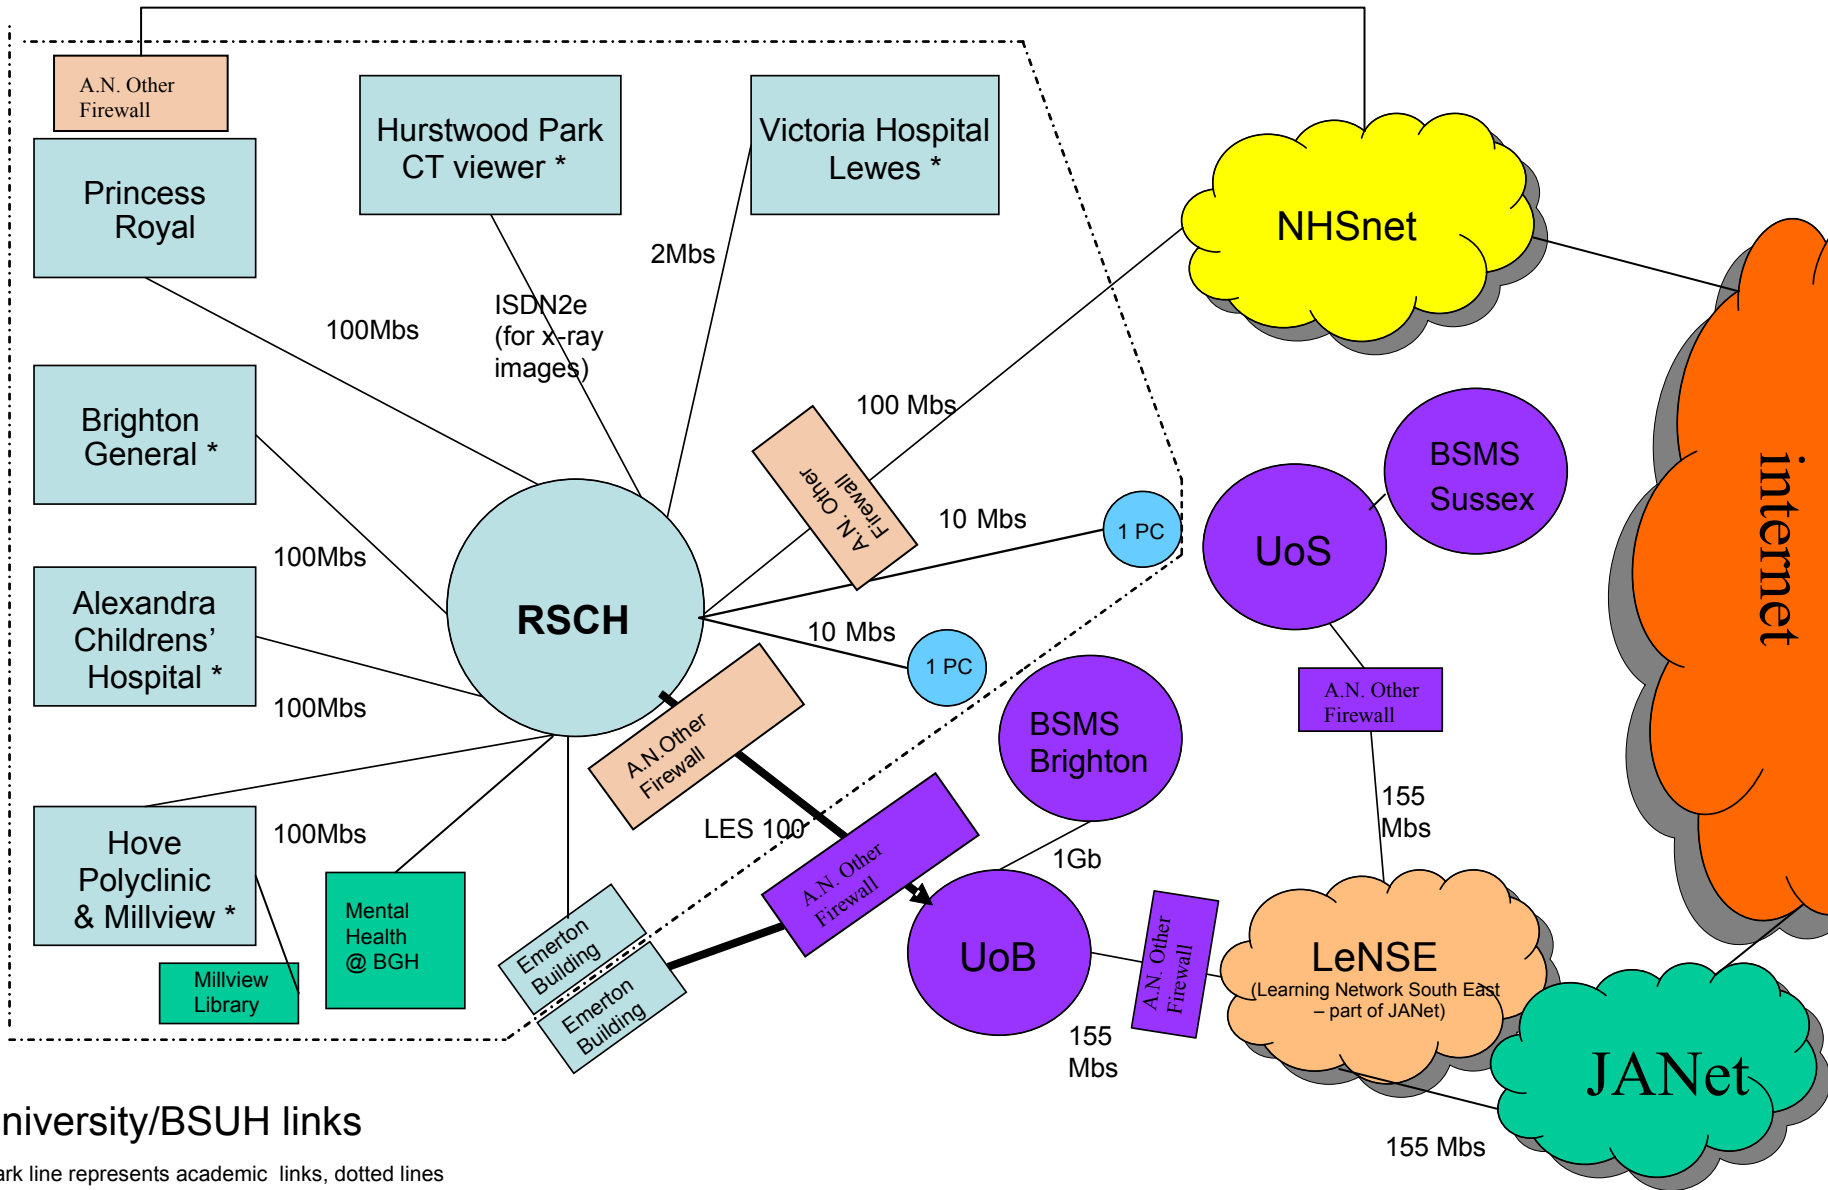 A.N. Other
Firewall
Princess
Royal
Hurstwood Park
CT viewer *
Victoria Hospital
Lewes *
NHSnet
internet
2Mbs
ISDN2e
(for x-ray
images)
100Mbs
100 Mbs
Brighton
General *
A.N. Other
Firewall
10 Mbs
1 PC
BSMS
Sussex
UoS
100Mbs
Alexandra
Childrens’
Hospital *
RSCH
10 Mbs
1 PC
100Mbs
A.N.Other
Firewall
BSMS
Brighton
A.N. Other
Firewall
155
Mbs
Hove
Polyclinic
& Millview *
100Mbs
LES 100
A.N. Other
Firewall
1Gb
Mental
Health
@ BGH
Millview
Library
Emerton
Building
Emerton
Building
UoB
A.N. Other
Firewall
155
Mbs
LeNSE
(Learning Network South East
– part of JANet)
JANet
155 Mbs
niversity/BSUH links
ark line represents academic links, dotted lines